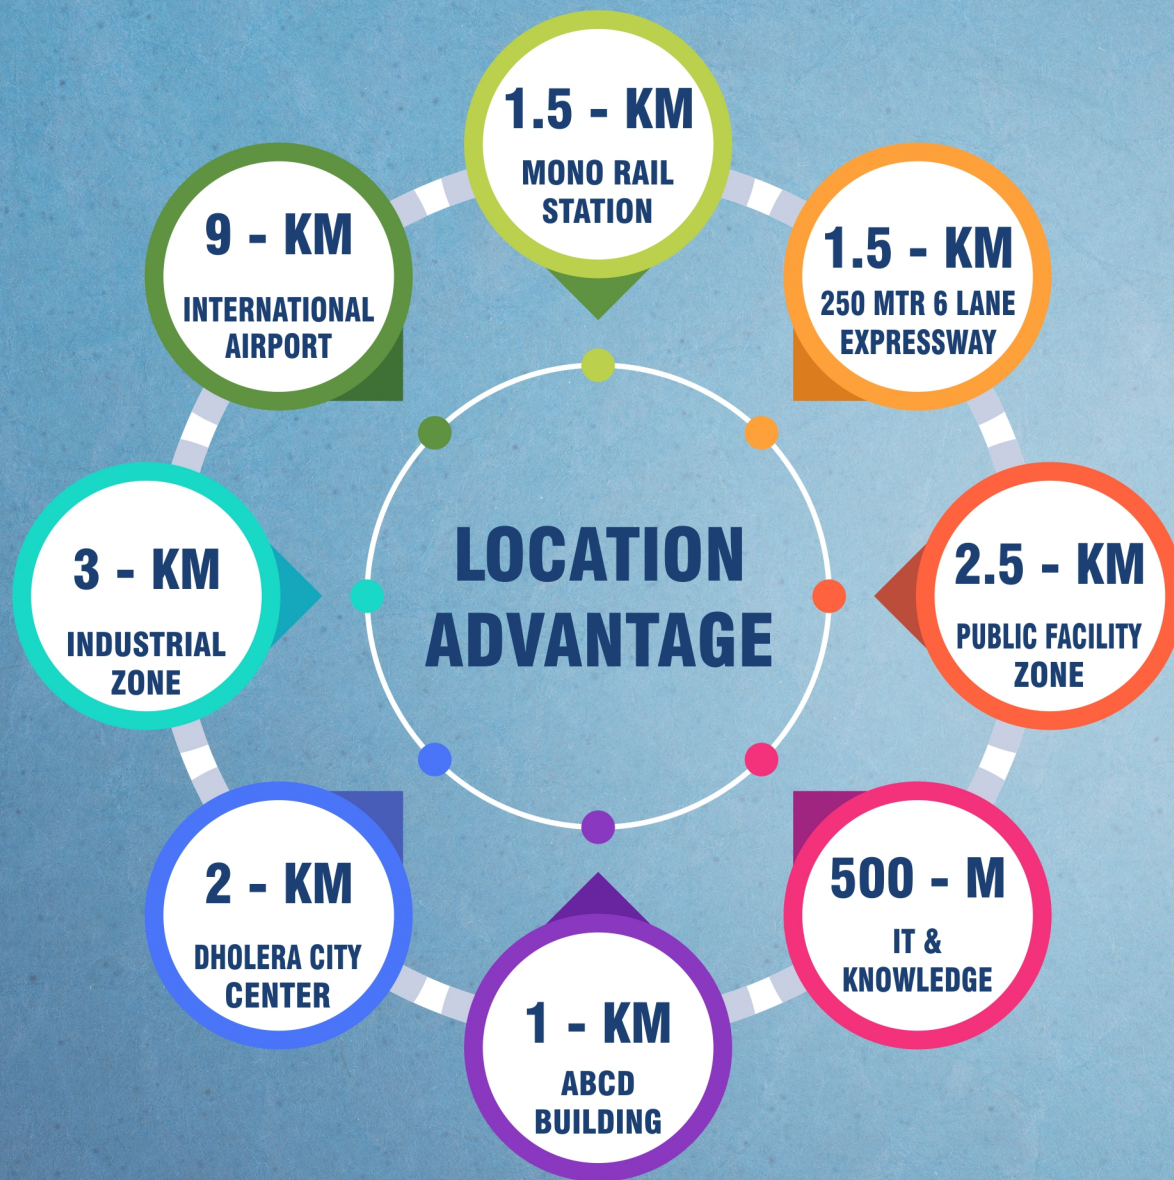 1.5 - KM
MONO RAIL
STATION
1.5 - KM
250 MTR 6 LANE
EXPRESSWAY
2.5 - KM
PUBLIC FACILITY
ZONE
500 - M
IT &
KNOWLEDGE
1 - KM
ABCD
BUILDING
2 - KM
DHOLERA CITY
CENTER
3 - KM
INDUSTRIAL
ZONE
9 - KM
INTERNATIONAL
AIRPORT
LOCATION
ADVANTAGE